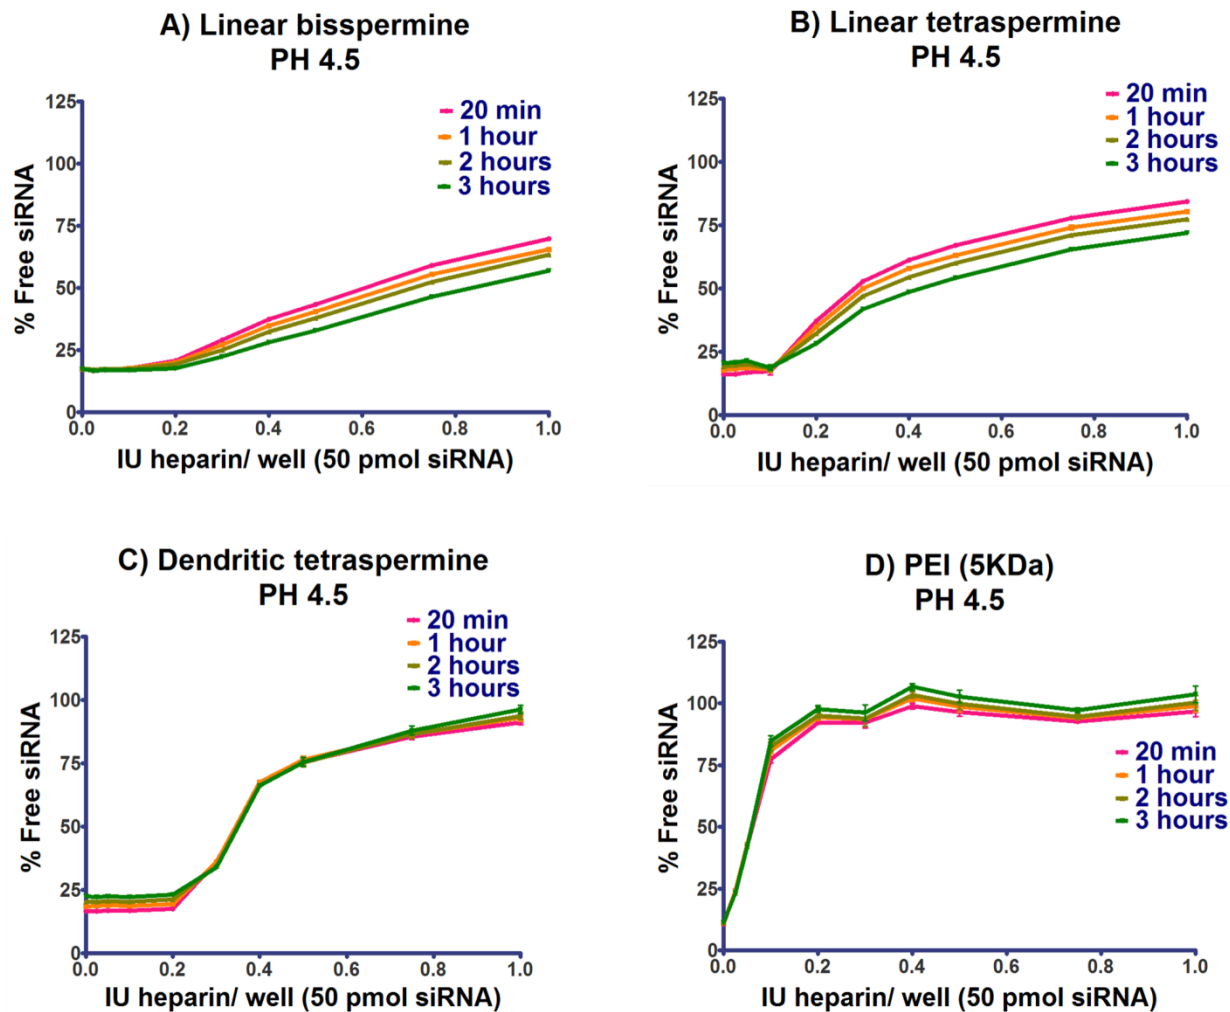 A) Linear bisspermine
PH 4.5
125
100
75
50
25
0
% Free siRNA
20 min
1 hour
2 hours
3 hours
0.0 0.2 0.4 0.6 0.8 1.0
IU heparin/ well (50 pmol siRNA)
B) Linear tetraspermine
PH 4.5
125
100
75
50
25
0
% Free siRNA
20 min
1 hour
2 hours
3 hours
0.0 0.2 0.4 0.6 0.8 1.0
IU heparin/ well (50 pmol siRNA)
C) Dendritic tetraspermine
PH 4.5
125
100
75
50
25
0
% Free siRNA
20 min
1 hour
2 hours
3 hours
0.0 0.2 0.4 0.6 0.8 1.0
IU heparin/ well (50 pmol siRNA)
D) PEI (5KDa)
PH 4.5
125
100
75
50
25
0
% Free siRNA
20 min
1 hour
2 hours
3 hours
0.0 0.2 0.4 0.6 0.8 1.0
IU heparin/ well (50 pmol siRNA)